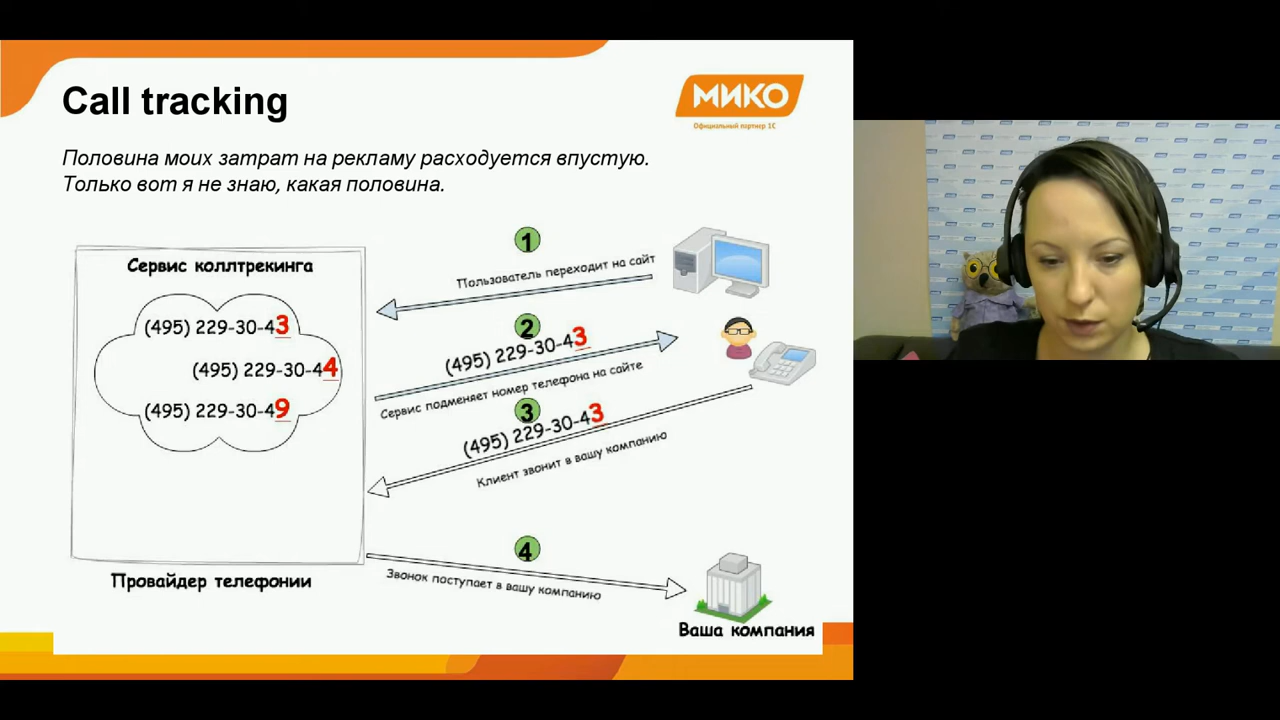 Call tracking
МИКО
Официальный партнер 1С
Половина моих затрат на рекламу расходуется впустую.
Только вот я не знаю, какая половина.
Сервис коллтрекинга
(495) 229-30-43
(495) 229-30-44
(495) 229-30-49
1
Пользователь переходит на сайт
2
(495) 229-30-43
Сервис подменяет номер телефона на сайте
3
(495) 229-30-43
Клиент звонит в вашу компанию
4
Звонок поступает в вашу компанию
Провайдер телефонии
Ваша компания